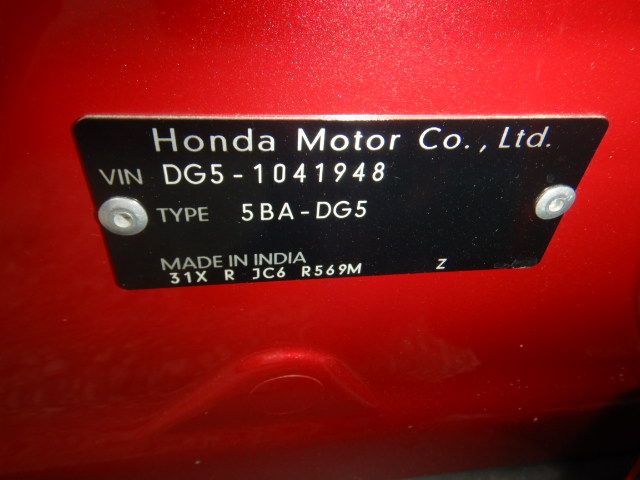 Honda Motor Co., Ltd.
VIN DG5-1041948
TYPE 5BA-DG5
MADE IN INDIA
31X R JC6 R569M Z